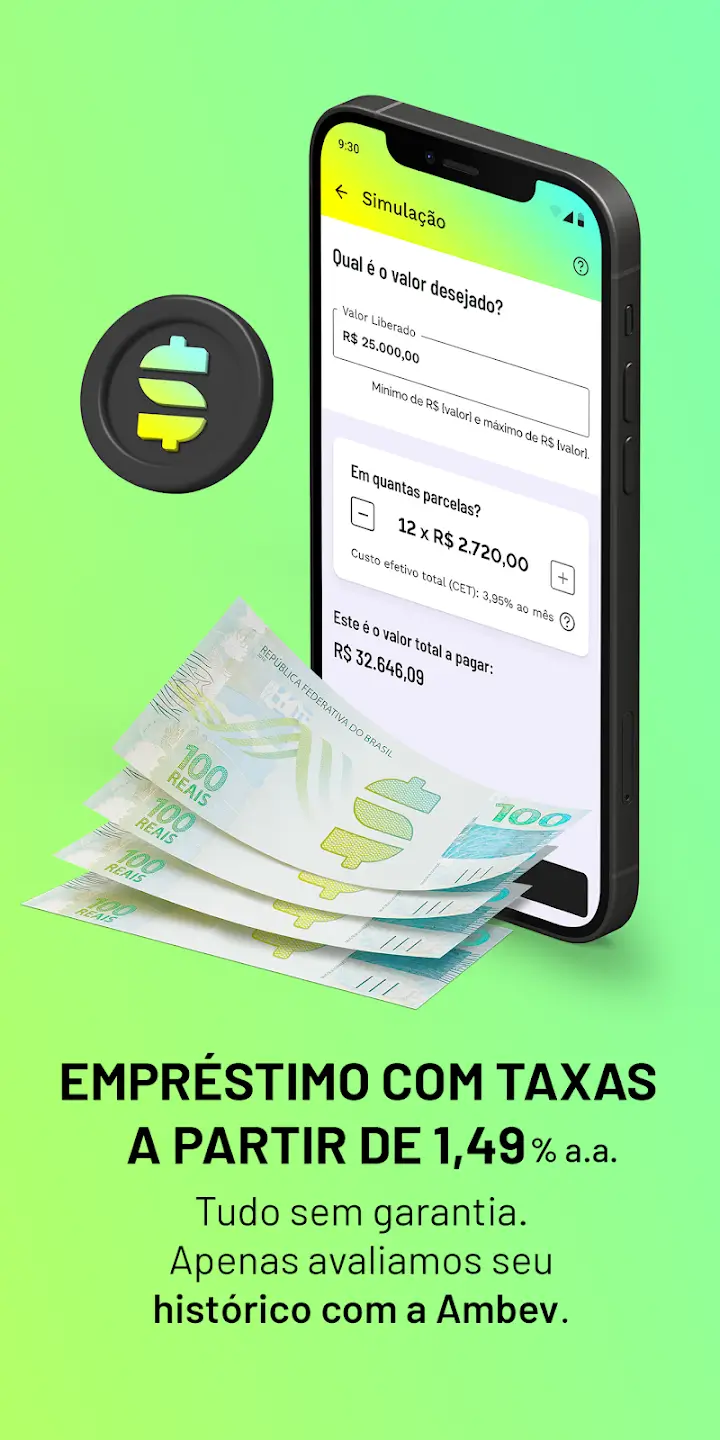 9:30
← Simulação
?
Qual é o valor desejado?
Valor Liberado
R$ 25.000,00
Mínimo de R$ [valor] e máximo de R$ [valor].
Em quantas parcelas?
− 12 x R$ 2.720,00 +
Custo efetivo total (CET): 3,95% ao mês ?
Este é o valor total a pagar:
R$ 32.646,09
REPÚBLICA FEDERATIVA DO BRASIL
100
REAIS
100
100
REAIS
100
REAIS
100
REAIS
EMPRÉSTIMO COM TAXAS
A PARTIR DE 1,49% a.a.
Tudo sem garantia.
Apenas avaliamos seu
histórico com a Ambev.